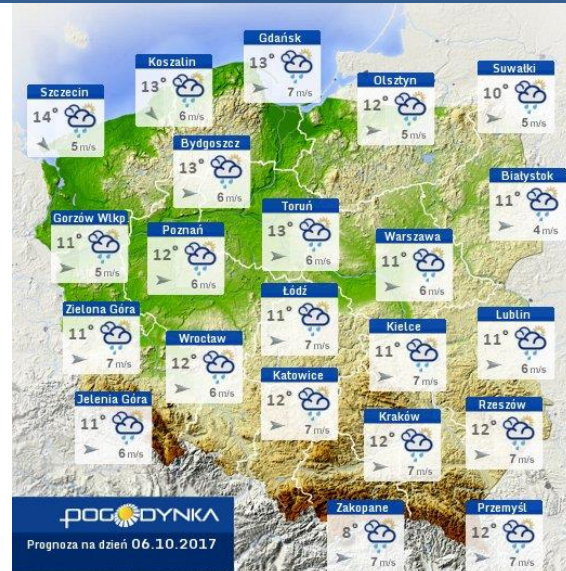 Gdańsk
13°
7 m/s
Koszalin
13°
6 m/s
Suwałki
10°
5 m/s
Olsztyn
12°
5 m/s
Szczecin
14°
5 m/s
Bydgoszcz
13°
6 m/s
Białystok
11°
4 m/s
Toruń
13°
6 m/s
Gorzów Wlkp
11°
5 m/s
Poznań
12°
6 m/s
Warszawa
11°
6 m/s
Łódź
11°
7 m/s
Zielona Góra
11°
7 m/s
Lublin
11°
6 m/s
Kielce
11°
7 m/s
Wrocław
12°
6 m/s
Katowice
12°
7 m/s
Jelenia Góra
11°
6 m/s
Rzeszów
12°
7 m/s
Kraków
12°
7 m/s
Zakopane
8°
7 m/s
Przemyśl
12°
7 m/s
POGODYNKA
Prognoza na dzień 06.10.2017